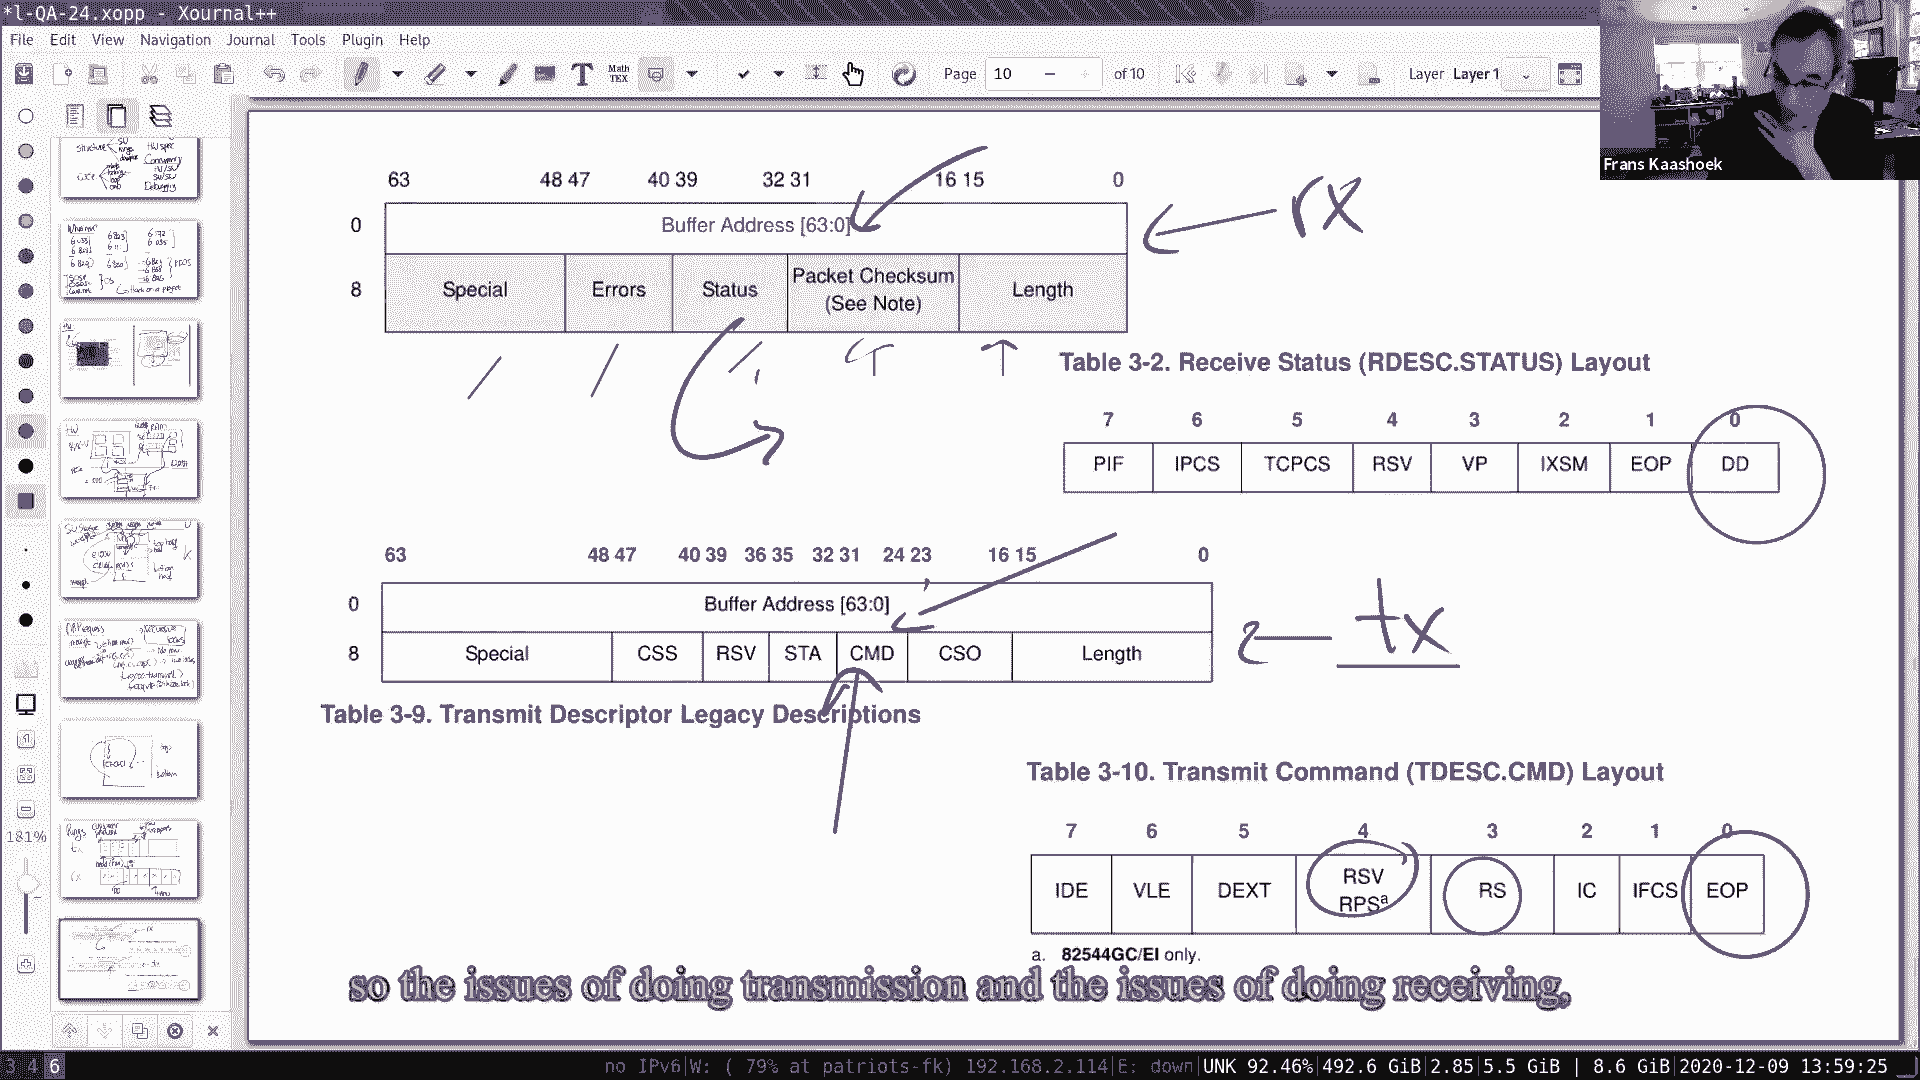 *l-QA-24.xopp - Xournal++
File Edit View Navigation Journal Tools Plugin Help
Math
TEX
Page 10 of 10 Layer Layer 1
Frans Kaashoek
63 48 47 40 39 32 31 16 15 0
0 Buffer Address [63:0]
8 Special Errors Status Packet Checksum (See Note) Length
rx
Table 3-2. Receive Status (RDESC.STATUS) Layout
7 6 5 4 3 2 1 0
PIF IPCS TCPCS RSV VP IXSM EOP DD
63 48 47 40 39 36 35 32 31 24 23 16 15 0
0 Buffer Address [63:0]
8 Special CSS RSV STA CMD CSO Length
tx
Table 3-9. Transmit Descriptor Legacy Descriptions
Table 3-10. Transmit Command (TDESC.CMD) Layout
7 6 5 4 3 2 1 0
IDE VLE DEXT RSV RPSa RS IC IFCS EOP
a. 82544GC/EI only.
so the issues of doing transmission and the issues of doing receiving,
181%
3 4 6 no IPv6|W: ( 79% at patriots-fk) 192.168.2.114|E: down|UNK 92.46%|492.6 GiB|2.85|5.5 GiB | 8.6 GiB|2020-12-09 13:59:25